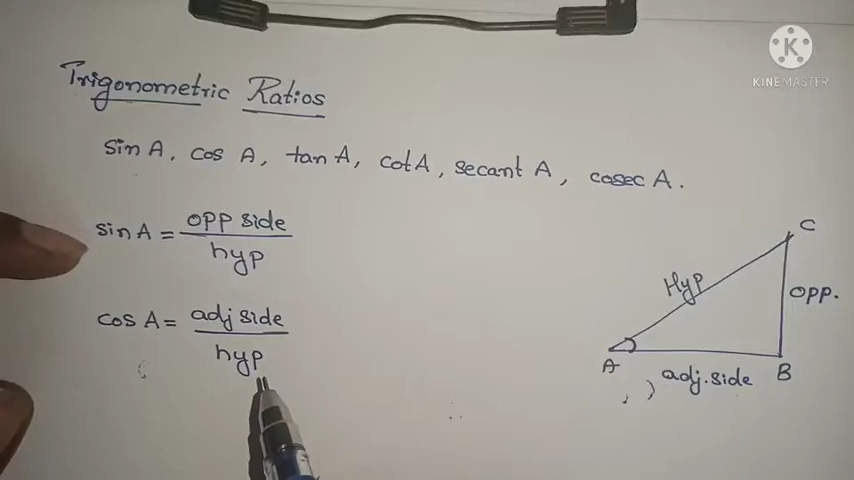 K
KINEMASTER
Trigonometric Ratios
sin A, cos A, tan A, cot A, secant A, cosec A.
sin A = opp side
hyp
cos A = adj side
hyp
C
Hyp
opp.
A
adj.side
B